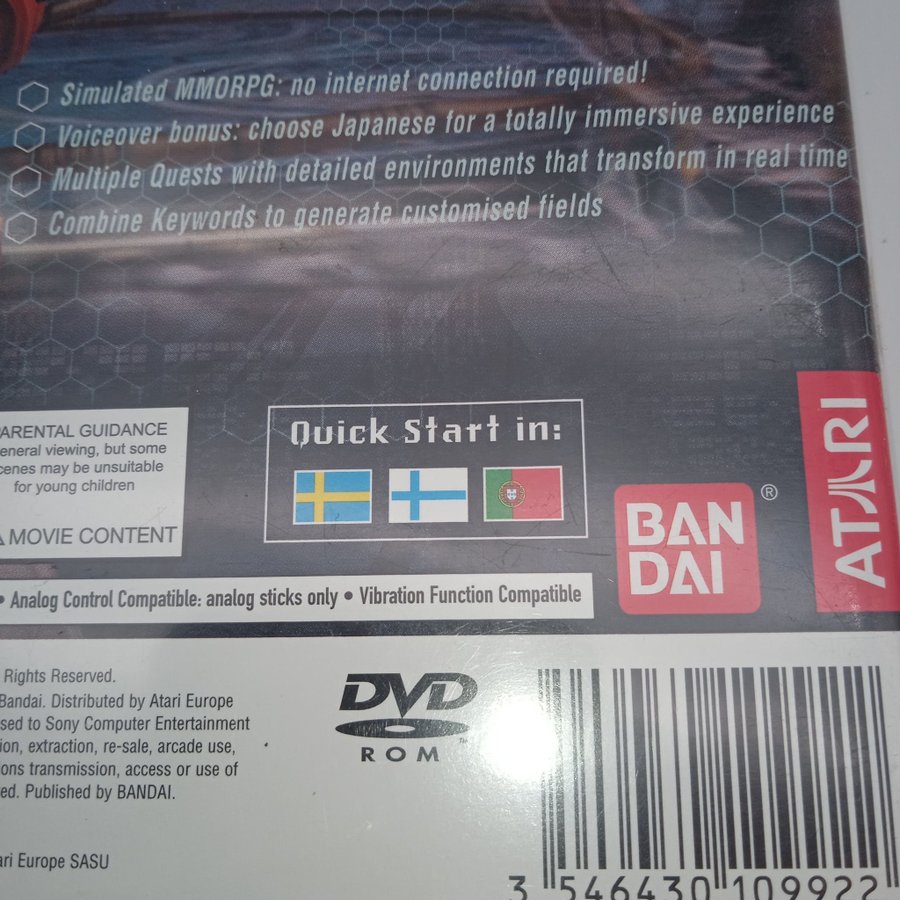 Simulated MMORPG: no internet connection required!
Voiceover bonus: choose Japanese for a totally immersive experience
Multiple Quests with detailed environments that transform in real time
Combine Keywords to generate customised fields
ARENTAL GUIDANCE
eneral viewing, but some
cenes may be unsuitable
for young children
MOVIE CONTENT
Quick Start in:
BAN
DAI
®
ATARI
• Analog Control Compatible: analog sticks only • Vibration Function Compatible
Rights Reserved.
Bandai. Distributed by Atari Europe
sed to Sony Computer Entertainment
ion, extraction, re-sale, arcade use,
ons transmission, access or use of
ed. Published by BANDAI.
ari Europe SASU
DVD
ROM
™
3 546430 109922